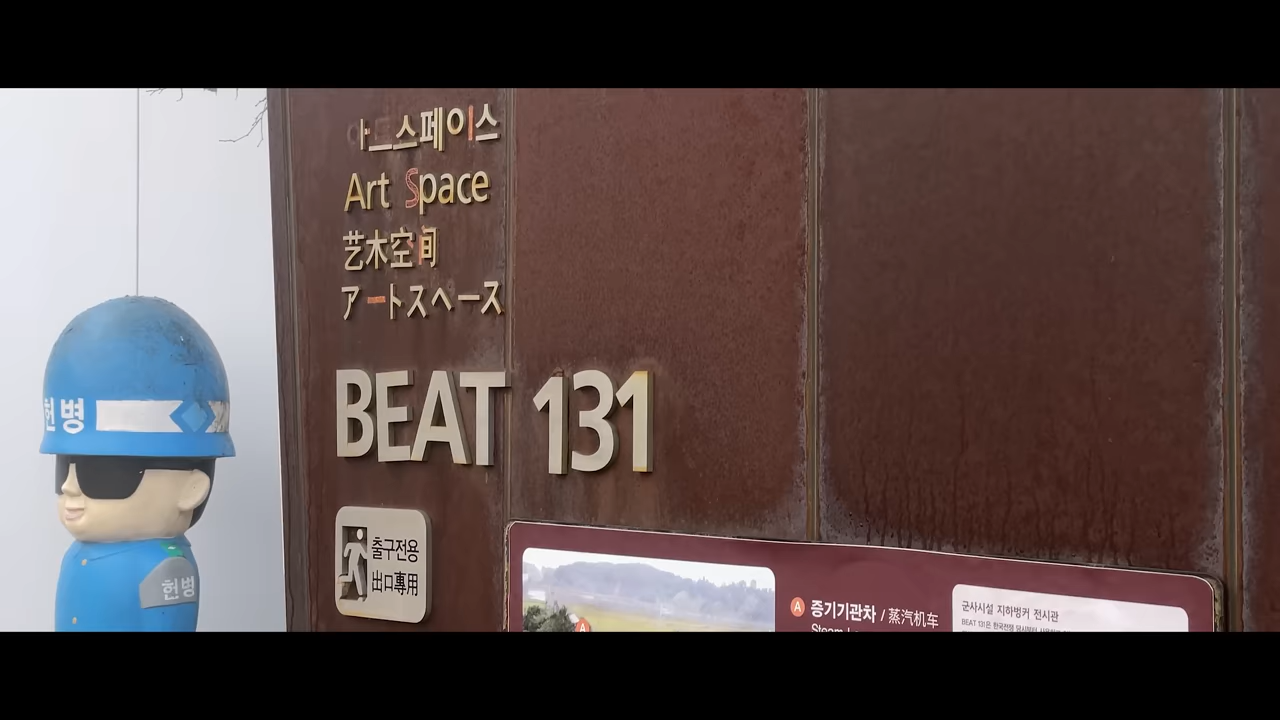 아트스페이스
Art Space
艺术空间
アートスペース
BEAT 131
헌병
출구전용
出口專用
헌병
A 증기기관차 / 蒸汽机车
A
군사시설 지하벙커 전시관